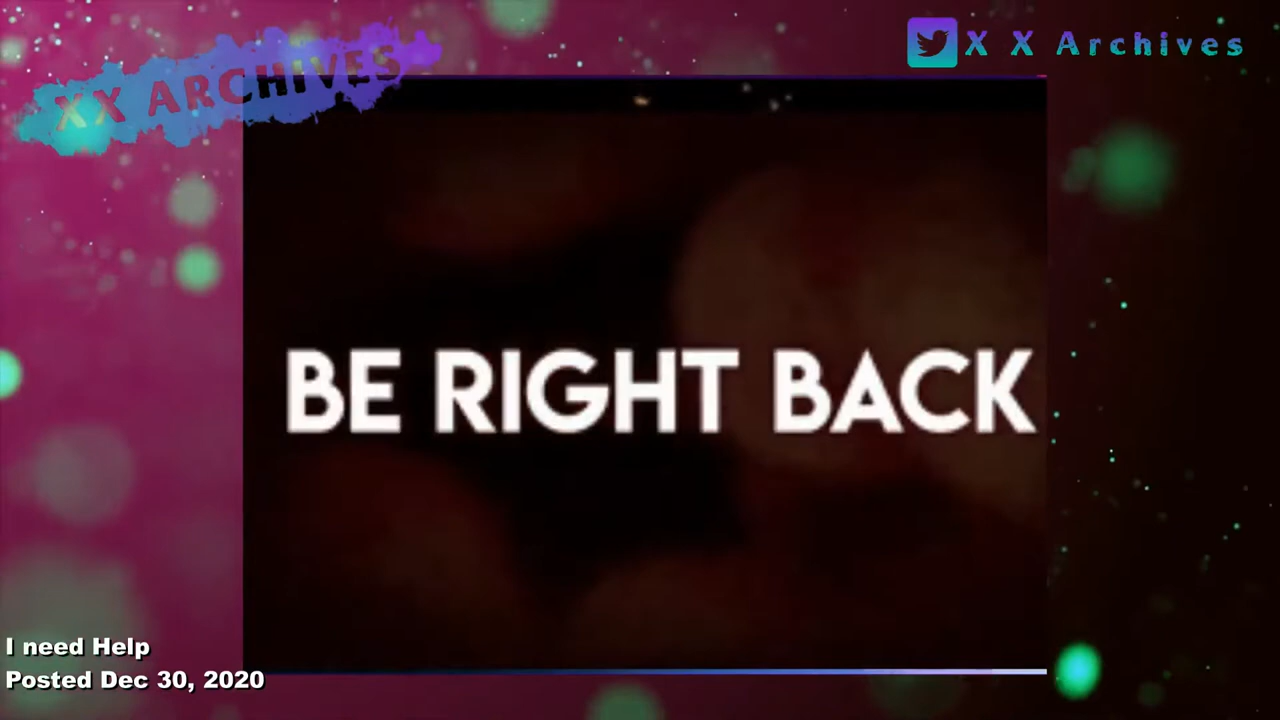 XX ARCHIVES
X X Archives
BE RIGHT BACK
I need Help
Posted Dec 30, 2020